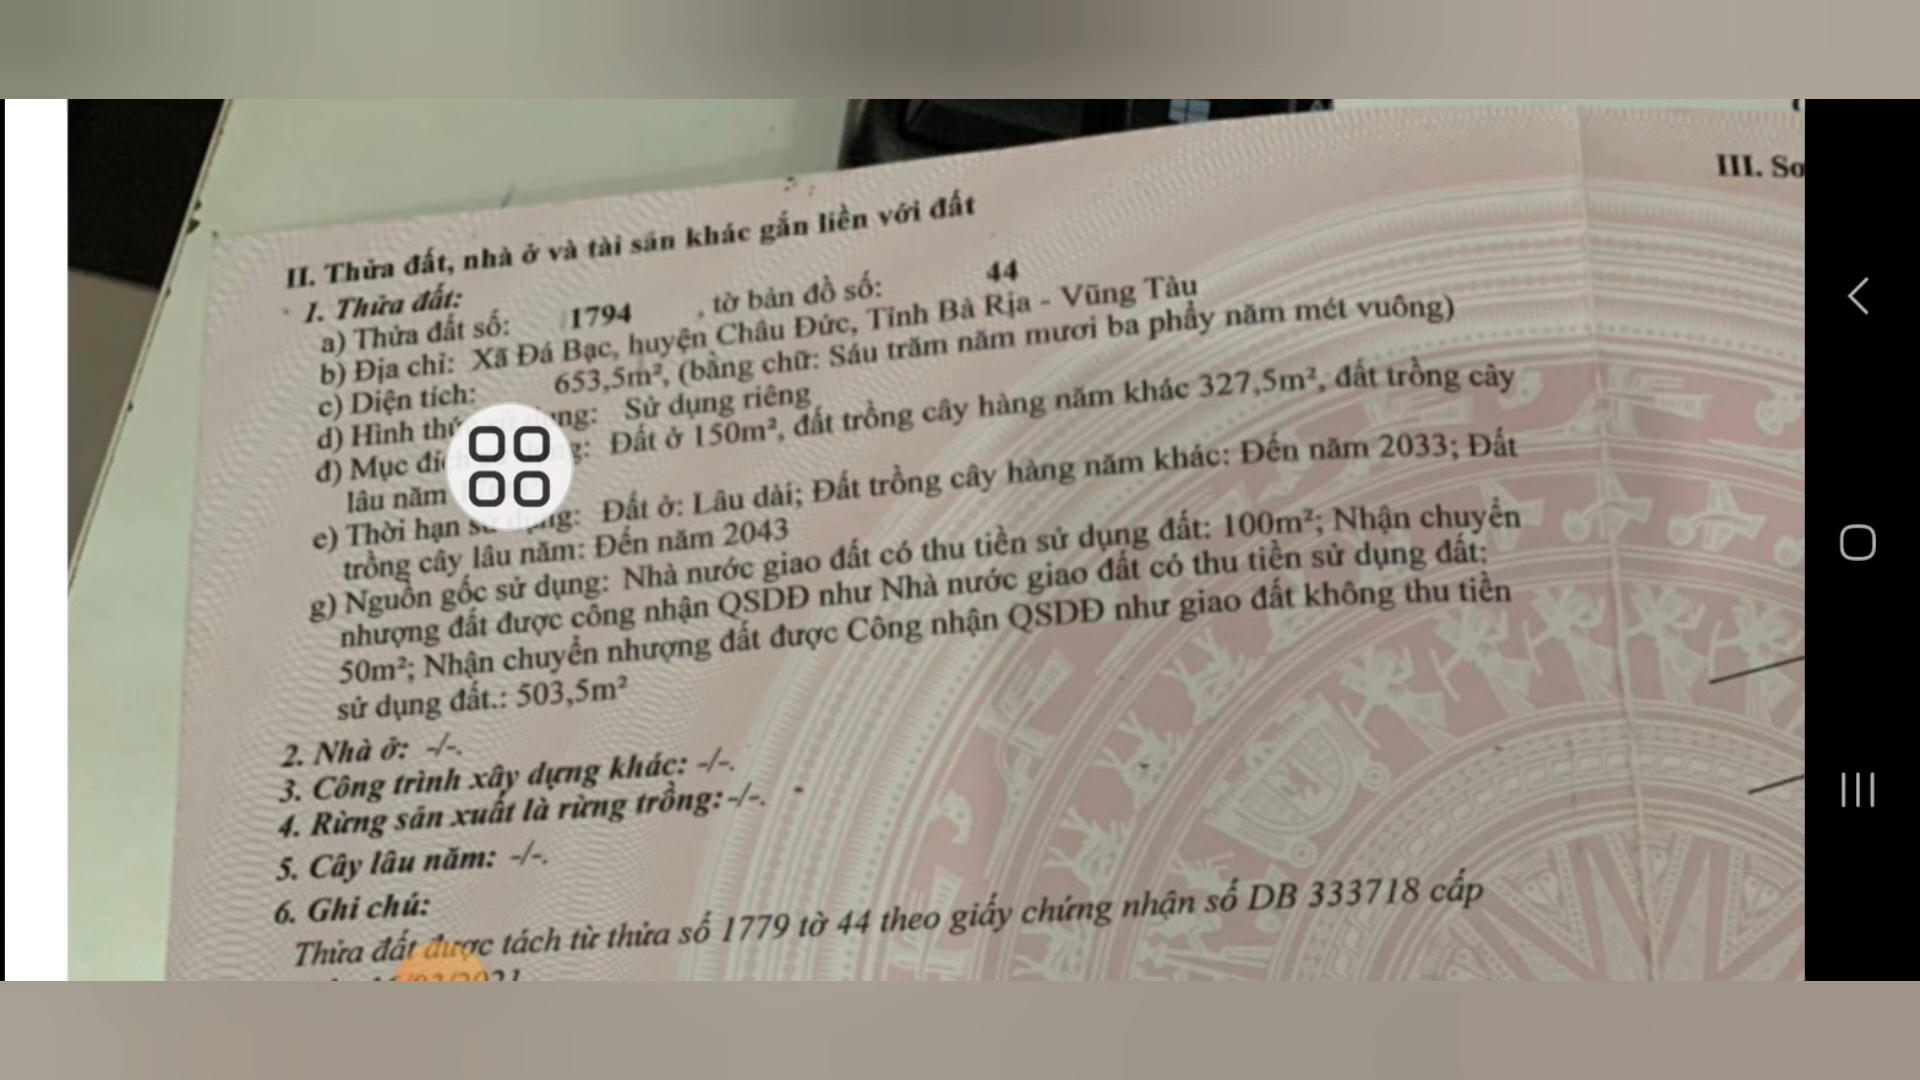 II. Thửa đất, nhà ở và tài sản khác gắn liền với đất
III. Sơ
1. Thửa đất:
a) Thửa đất số: 1794 , tờ bản đồ số: 44
b) Địa chỉ: Xã Đá Bạc, huyện Châu Đức, Tỉnh Bà Rịa - Vũng Tàu
c) Diện tích: 653,5m², (bằng chữ: Sáu trăm năm mươi ba phẩy năm mét vuông)
d) Hình thứ ng: Sử dụng riêng
đ) Mục đí g: Đất ở 150m², đất trồng cây hàng năm khác 327,5m², đất trồng cây
lâu năm
e) Thời hạn sử dụng: Đất ở: Lâu dài; Đất trồng cây hàng năm khác: Đến năm 2033; Đất
trồng cây lâu năm: Đến năm 2043
g) Nguồn gốc sử dụng: Nhà nước giao đất có thu tiền sử dụng đất: 100m²; Nhận chuyển
nhượng đất được công nhận QSDĐ như Nhà nước giao đất có thu tiền sử dụng đất:
50m²; Nhận chuyển nhượng đất được Công nhận QSDĐ như giao đất không thu tiền
sử dụng đất.: 503,5m²
2. Nhà ở: -/-.
3. Công trình xây dựng khác: -/-.
4. Rừng sản xuất là rừng trồng: -/-.
5. Cây lâu năm: -/-.
6. Ghi chú:
Thửa đất được tách từ thửa số 1779 tờ 44 theo giấy chứng nhận số DB 333718 cấp